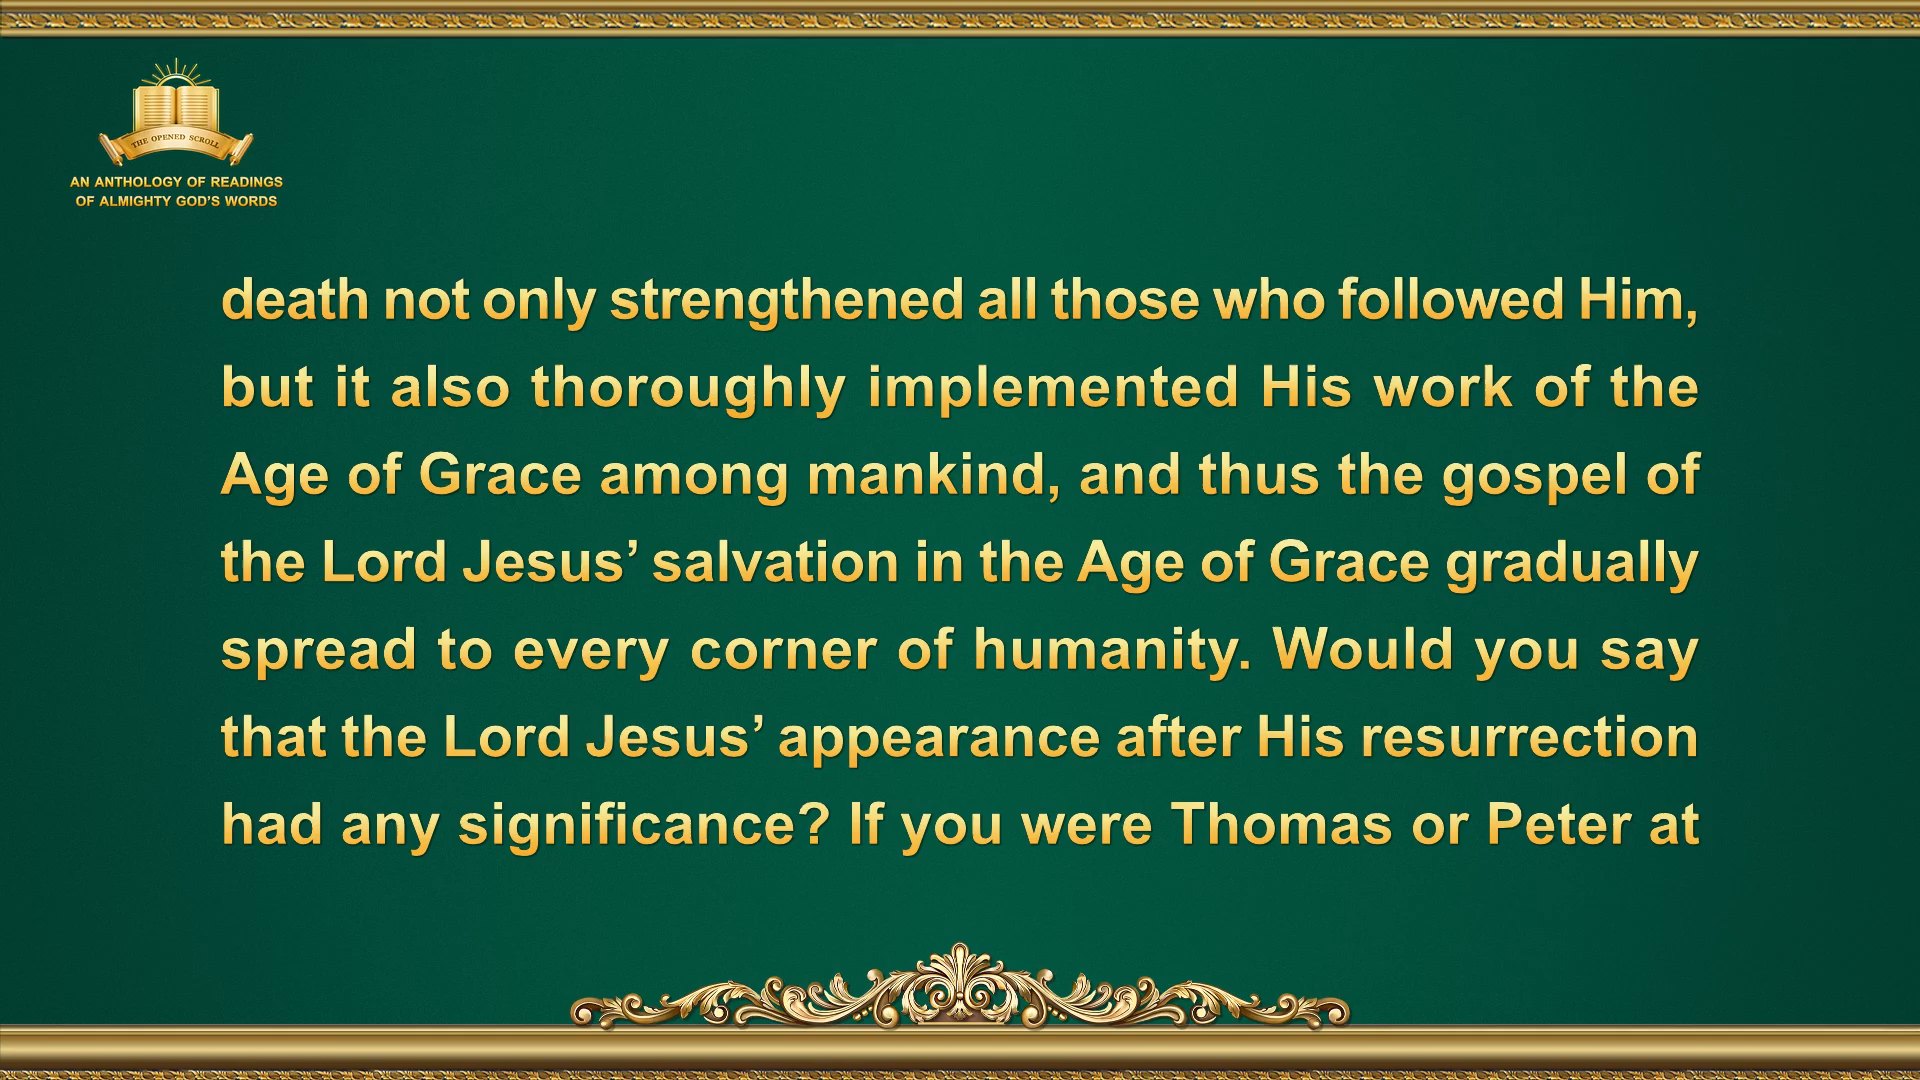 THE OPENED SCROLL
AN ANTHOLOGY OF READINGS
OF ALMIGHTY GOD'S WORDS
death not only strengthened all those who followed Him,
but it also thoroughly implemented His work of the
Age of Grace among mankind, and thus the gospel of
the Lord Jesus’ salvation in the Age of Grace gradually
spread to every corner of humanity. Would you say
that the Lord Jesus’ appearance after His resurrection
had any significance? If you were Thomas or Peter at